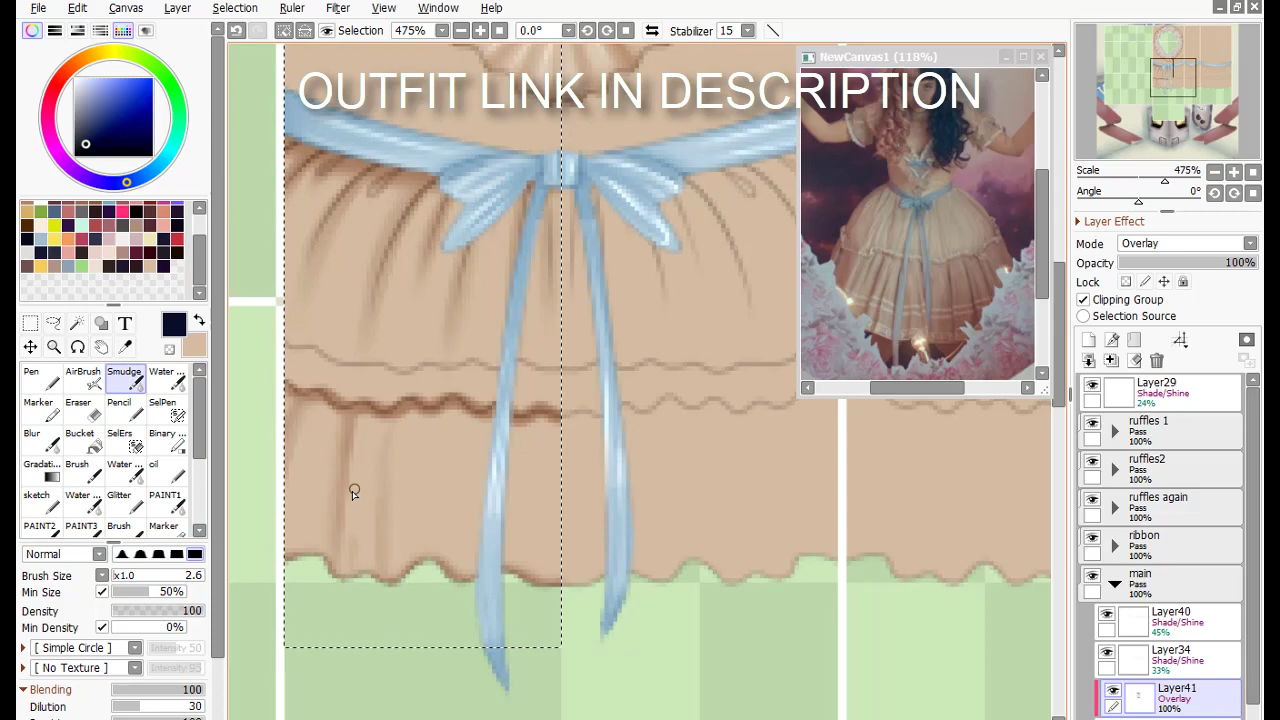 File Edit Canvas Layer Selection Ruler Filter View Window Help
Selection 475% 0.0° Stabilizer 15
NewCanvas1 (118%)
OUTFIT LINK IN DESCRIPTION
T
Pen AirBrush Smudge Water ...
Marker Eraser Pencil SelPen
Blur Bucket SelErs Binary ...
Gradati... Brush Water ... oil
sketch Water ... Glitter PAINT1
PAINT2 PAINT3 Brush Marker
Normal
Brush Size x1.0 2.6
Min Size 50%
Density 100
Min Density 0%
[ Simple Circle ] Intensity 50
[ No Texture ] Intensity 95
Blending 100
Dilution 30
Scale 475%
Angle 0°
Layer Effect
Mode Overlay
Opacity 100%
Lock
Clipping Group
Selection Source
Layer29
Shade/Shine
24%
ruffles 1
Pass
100%
ruffles2
Pass
100%
ruffles again
Pass
100%
ribbon
Pass
100%
main
Pass
100%
Layer40
Shade/Shine
45%
Layer34
Shade/Shine
33%
Layer41
Overlay
100%